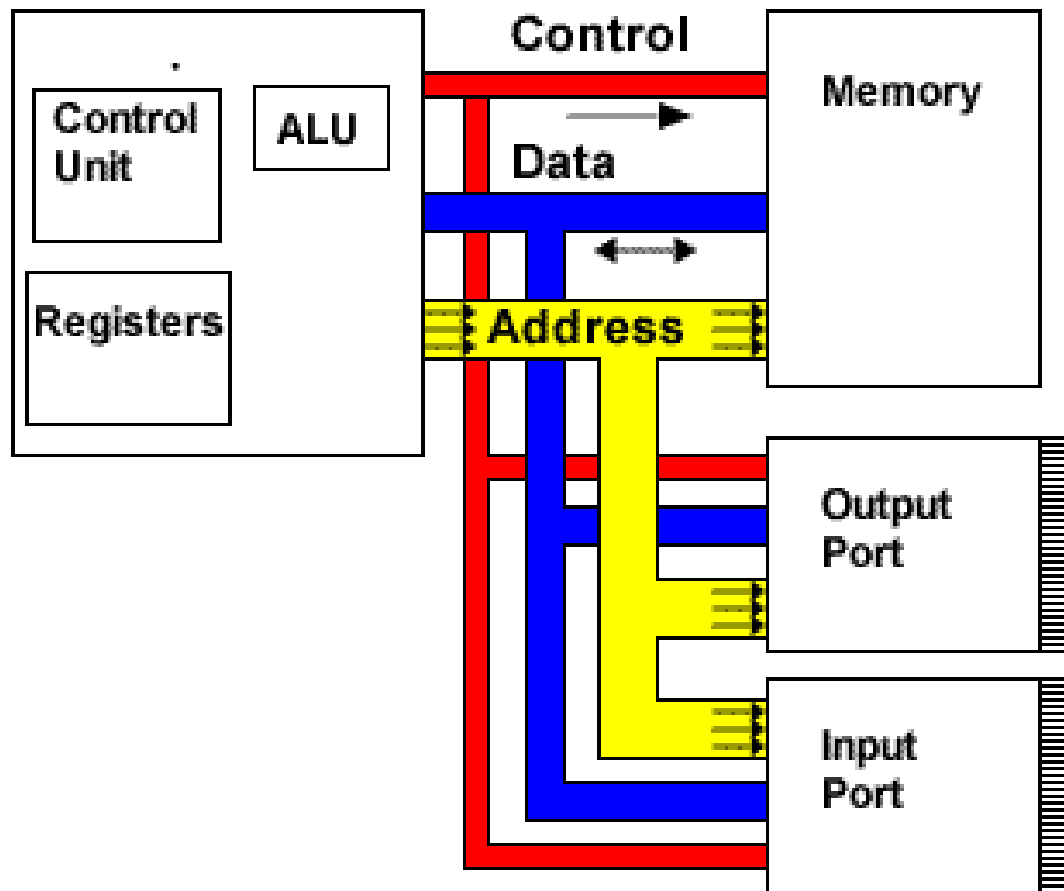 Control
Memory
Control
Unit
ALU
Data
Registers
Address
Output
Port
Input
Port